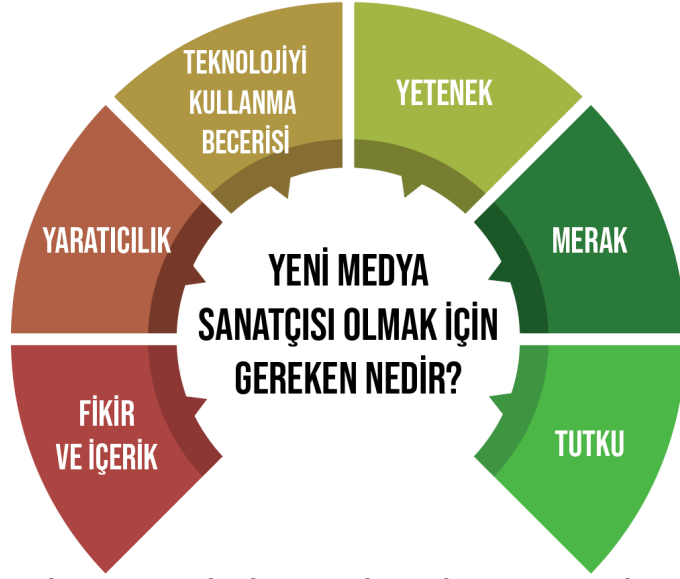 TEKNOLOJİYİ
KULLANMA
BECERİSİ
YETENEK
YARATICILIK
MERAK
YENİ MEDYA
SANATÇISI OLMAK İÇİN
GEREKEN NEDİR?
FİKİR
VE İÇERİK
TUTKU